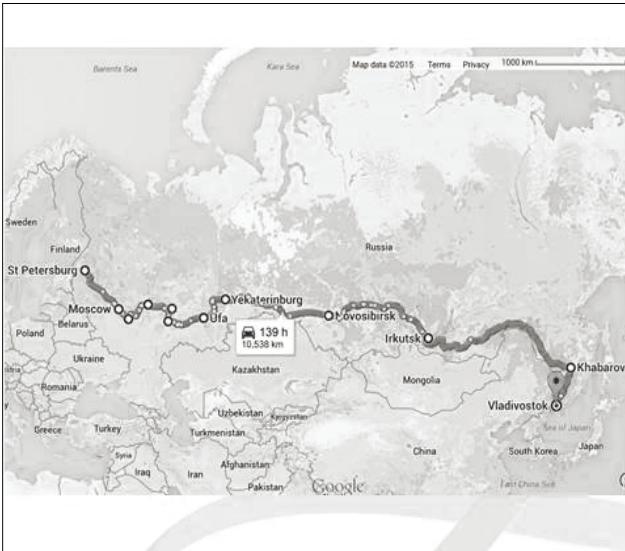 Barents Sea
Kara Sea
Map data ©2015 Terms Privacy 1000 km
Sweden
Finland
Russia
St Petersburg
Moscow
Yekaterinburg
Ufa
Novosibirsk
139 h
10,538 km
Irkutsk
Khabarov
Vladivostok
Poland
Belarus
Ukraine
Romania
Kazakhstan
Mongolia
Greece
Turkey
Uzbekistan
Kyrgyzstan
Turkmenistan
Syria
Iraq
Iran
Afghanistan
Pakistan
China
Sea of Japan
South Korea
Japan
East China Sea
Google